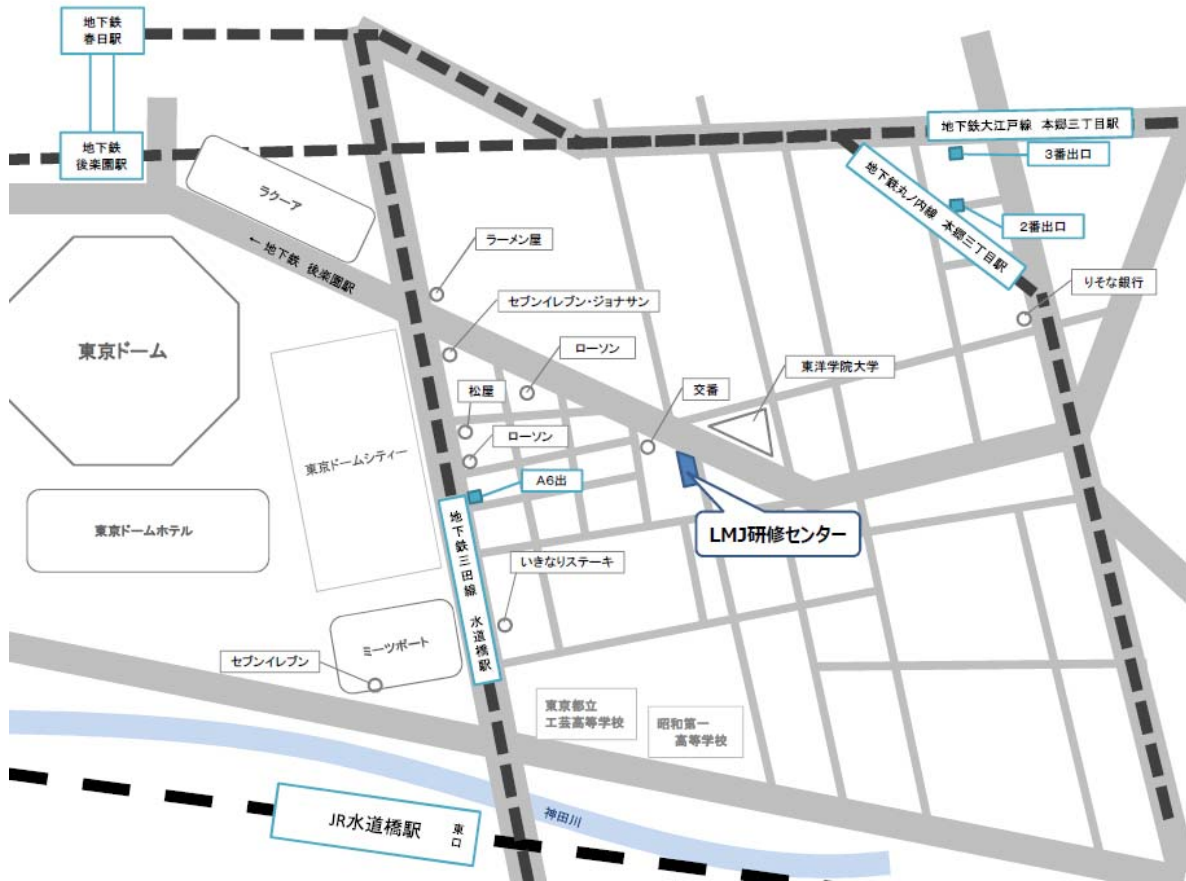 地下鉄
春日駅
地下鉄
後楽園駅
地下鉄大江戸線 本郷三丁目駅
3番出口
地下鉄丸ノ内線 本郷三丁目駅
2番出口
ラクーア
← 地下鉄 後楽園駅
ラーメン屋
りそな銀行
セブンイレブン・ジョナサン
東京ドーム
ローソン
東洋学院大学
交番
松屋
ローソン
東京ドームシティー
A6出
東京ドームホテル
LMJ研修センター
地下鉄三田線 水道橋駅
いきなりステーキ
ミーツポート
セブンイレブン
東京都立
工芸高等学校
昭和第一
高等学校
神田川
JR水道橋駅 東口